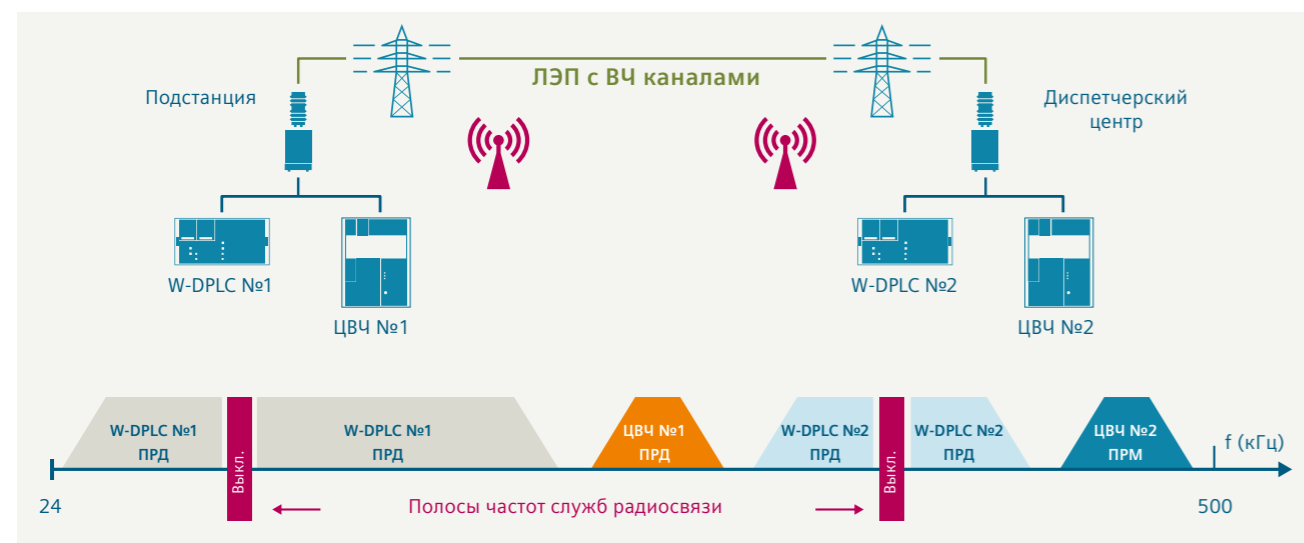 ЛЭП с ВЧ каналами
Подстанция
Диспетчерский
центр
W-DPLC №1
ЦВЧ №1
W-DPLC №2
ЦВЧ №2
W-DPLC №1
ПРД
Выкл.
W-DPLC №1
ПРД
ЦВЧ №1
ПРД
W-DPLC №2
ПРД
Выкл.
W-DPLC №2
ПРД
ЦВЧ №2
ПРМ
f (кГц)
24
Полосы частот служб радиосвязи
500